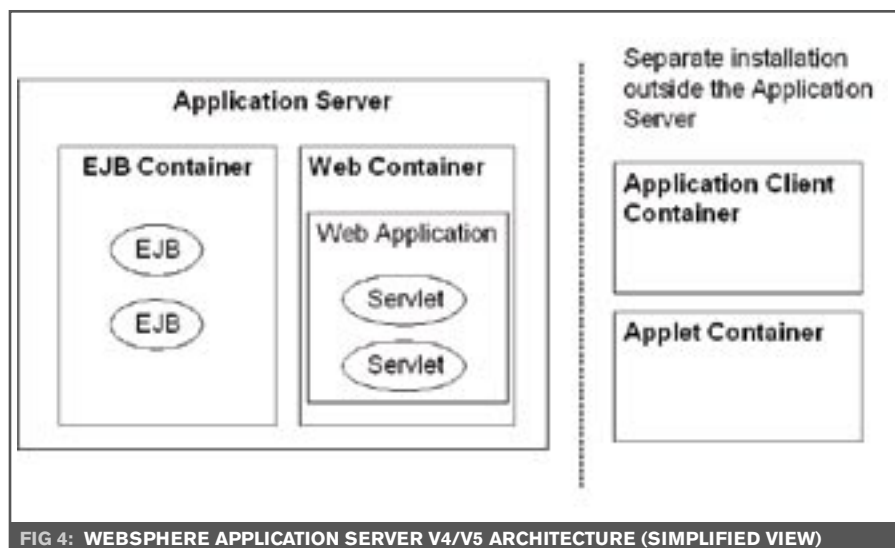 Application Server
EJB Container
EJB
EJB
Web Container
Web Application
Servlet
Servlet
Separate installation
outside the Application
Server
Application Client
Container
Applet Container
FIG 4: WEBSPHERE APPLICATION SERVER V4/V5 ARCHITECTURE (SIMPLIFIED VIEW)